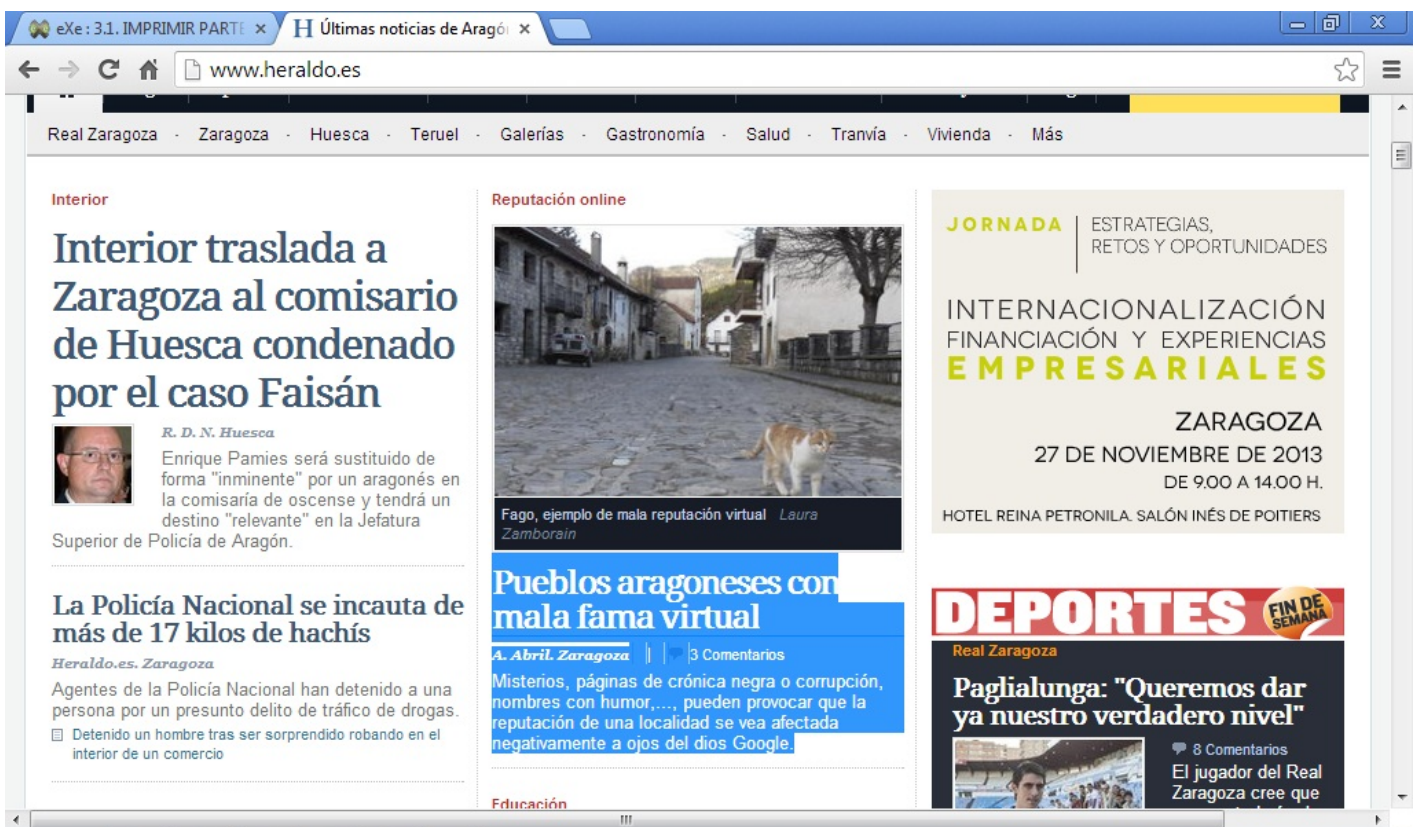 eXe : 3.1. IMPRIMIR PARTE
Últimas noticias de Aragó
www.heraldo.es
Real Zaragoza - Zaragoza - Huesca - Teruel - Galerías - Gastronomía - Salud - Tranvía - Vivienda - Más
Interior
Interior traslada a
Zaragoza al comisario
de Huesca condenado
por el caso Faisán
R. D. N. Huesca
Enrique Pamies será sustituido de
forma "inminente" por un aragonés en
la comisaría de oscense y tendrá un
destino "relevante" en la Jefatura
Superior de Policía de Aragón.
La Policía Nacional se incauta de
más de 17 kilos de hachís
Heraldo.es. Zaragoza
Agentes de la Policía Nacional han detenido a una
persona por un presunto delito de tráfico de drogas.
Detenido un hombre tras ser sorprendido robando en el
interior de un comercio
Reputación online
Fago, ejemplo de mala reputación virtual Laura
Zamborain
Pueblos aragoneses con
mala fama virtual
A. Abril. Zaragoza | | 3 Comentarios
Misterios, páginas de crónica negra o corrupción,
nombres con humor,..., pueden provocar que la
reputación de una localidad se vea afectada
negativamente a ojos del dios Google.
Educación
JORNADA | ESTRATEGIAS,
RETOS Y OPORTUNIDADES
INTERNACIONALIZACIÓN
FINANCIACIÓN Y EXPERIENCIAS
EMPRESARIALES
ZARAGOZA
27 DE NOVIEMBRE DE 2013
DE 9.00 A 14.00 H.
HOTEL REINA PETRONILA. SALÓN INÉS DE POITIERS
DEPORTES FIN DE
SEMANA
Real Zaragoza
Paglialunga: "Queremos dar
ya nuestro verdadero nivel"
8 Comentarios
El jugador del Real
Zaragoza cree que